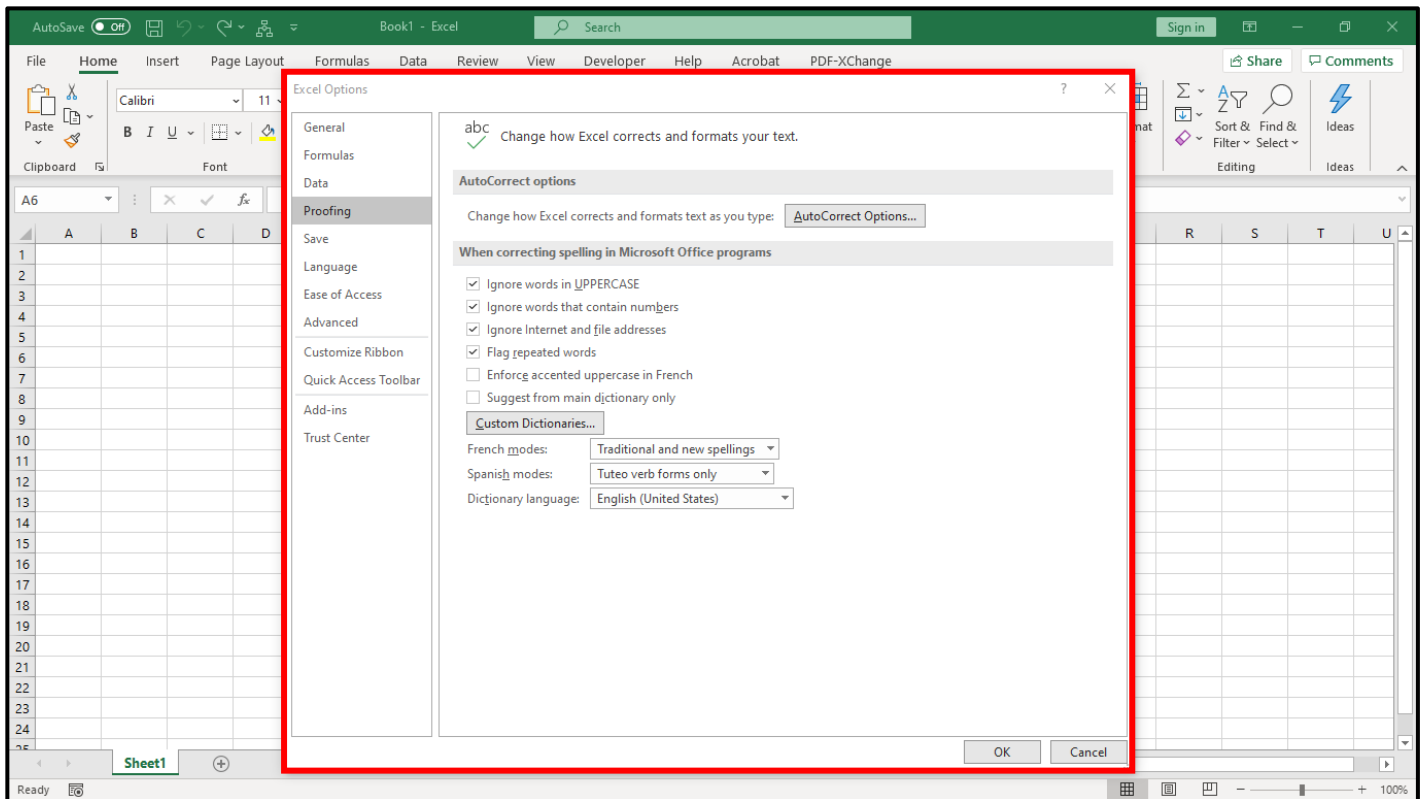 AutoSave Off Book1 - Excel Search Sign in
File Home Insert Page Layout Formulas Data Review View Developer Help Acrobat PDF-XChange Share Comments
Paste
Clipboard
Calibri 11
B I U
Font
mat
Sort & Filter
Find & Select
Editing
Ideas
Ideas
A6 fx
A B C D R S T U
1
2
3
4
5
6
7
8
9
10
11
12
13
14
15
16
17
18
19
20
21
22
23
24
25
Excel Options ?
General
Formulas
Data
Proofing
Save
Language
Ease of Access
Advanced
Customize Ribbon
Quick Access Toolbar
Add-ins
Trust Center
abc Change how Excel corrects and formats your text.
AutoCorrect options
Change how Excel corrects and formats text as you type: AutoCorrect Options...
When correcting spelling in Microsoft Office programs
Ignore words in UPPERCASE
Ignore words that contain numbers
Ignore Internet and file addresses
Flag repeated words
Enforce accented uppercase in French
Suggest from main dictionary only
Custom Dictionaries...
French modes: Traditional and new spellings
Spanish modes: Tuteo verb forms only
Dictionary language: English (United States)
OK Cancel
Sheet1
Ready 100%